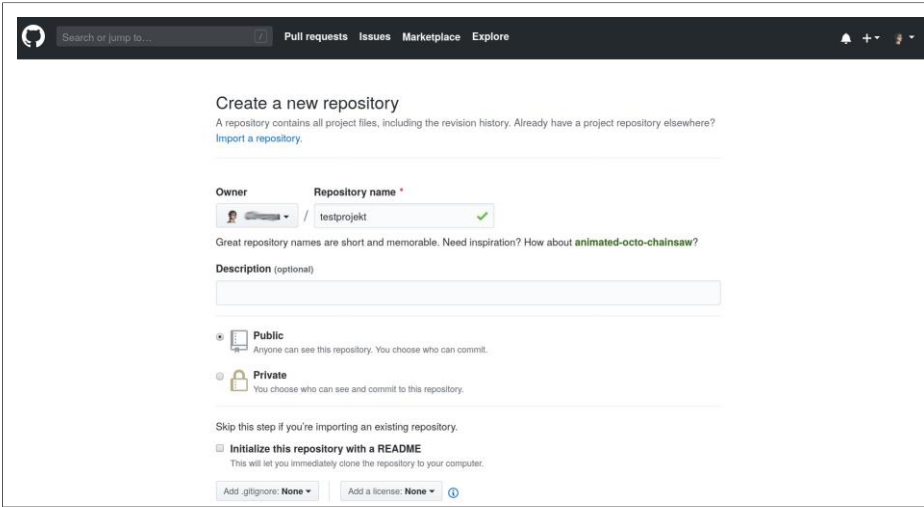 Search or jump to...
/
Pull requests Issues Marketplace Explore
Create a new repository
A repository contains all project files, including the revision history. Already have a project repository elsewhere?
Import a repository.
Owner Repository name *
/ testprojekt
Great repository names are short and memorable. Need inspiration? How about animated-octo-chainsaw?
Description (optional)
Public
Anyone can see this repository. You choose who can commit.
Private
You choose who can see and commit to this repository.
Skip this step if you're importing an existing repository.
Initialize this repository with a README
This will let you immediately clone the repository to your computer.
Add .gitignore: None Add a license: None